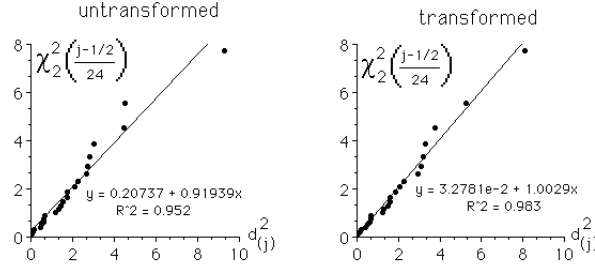 untransformed
χ²₂((j-1/2)/24)
8
6
4
2
0
y = 0.20737 + 0.91939x
R^2 = 0.952
0 2 4 6 8 10
d²(j)
transformed
χ²₂((j-1/2)/24)
8
6
4
2
0
y = 3.2781e-2 + 1.0029x
R^2 = 0.983
0 2 4 6 8 10
d²(j)